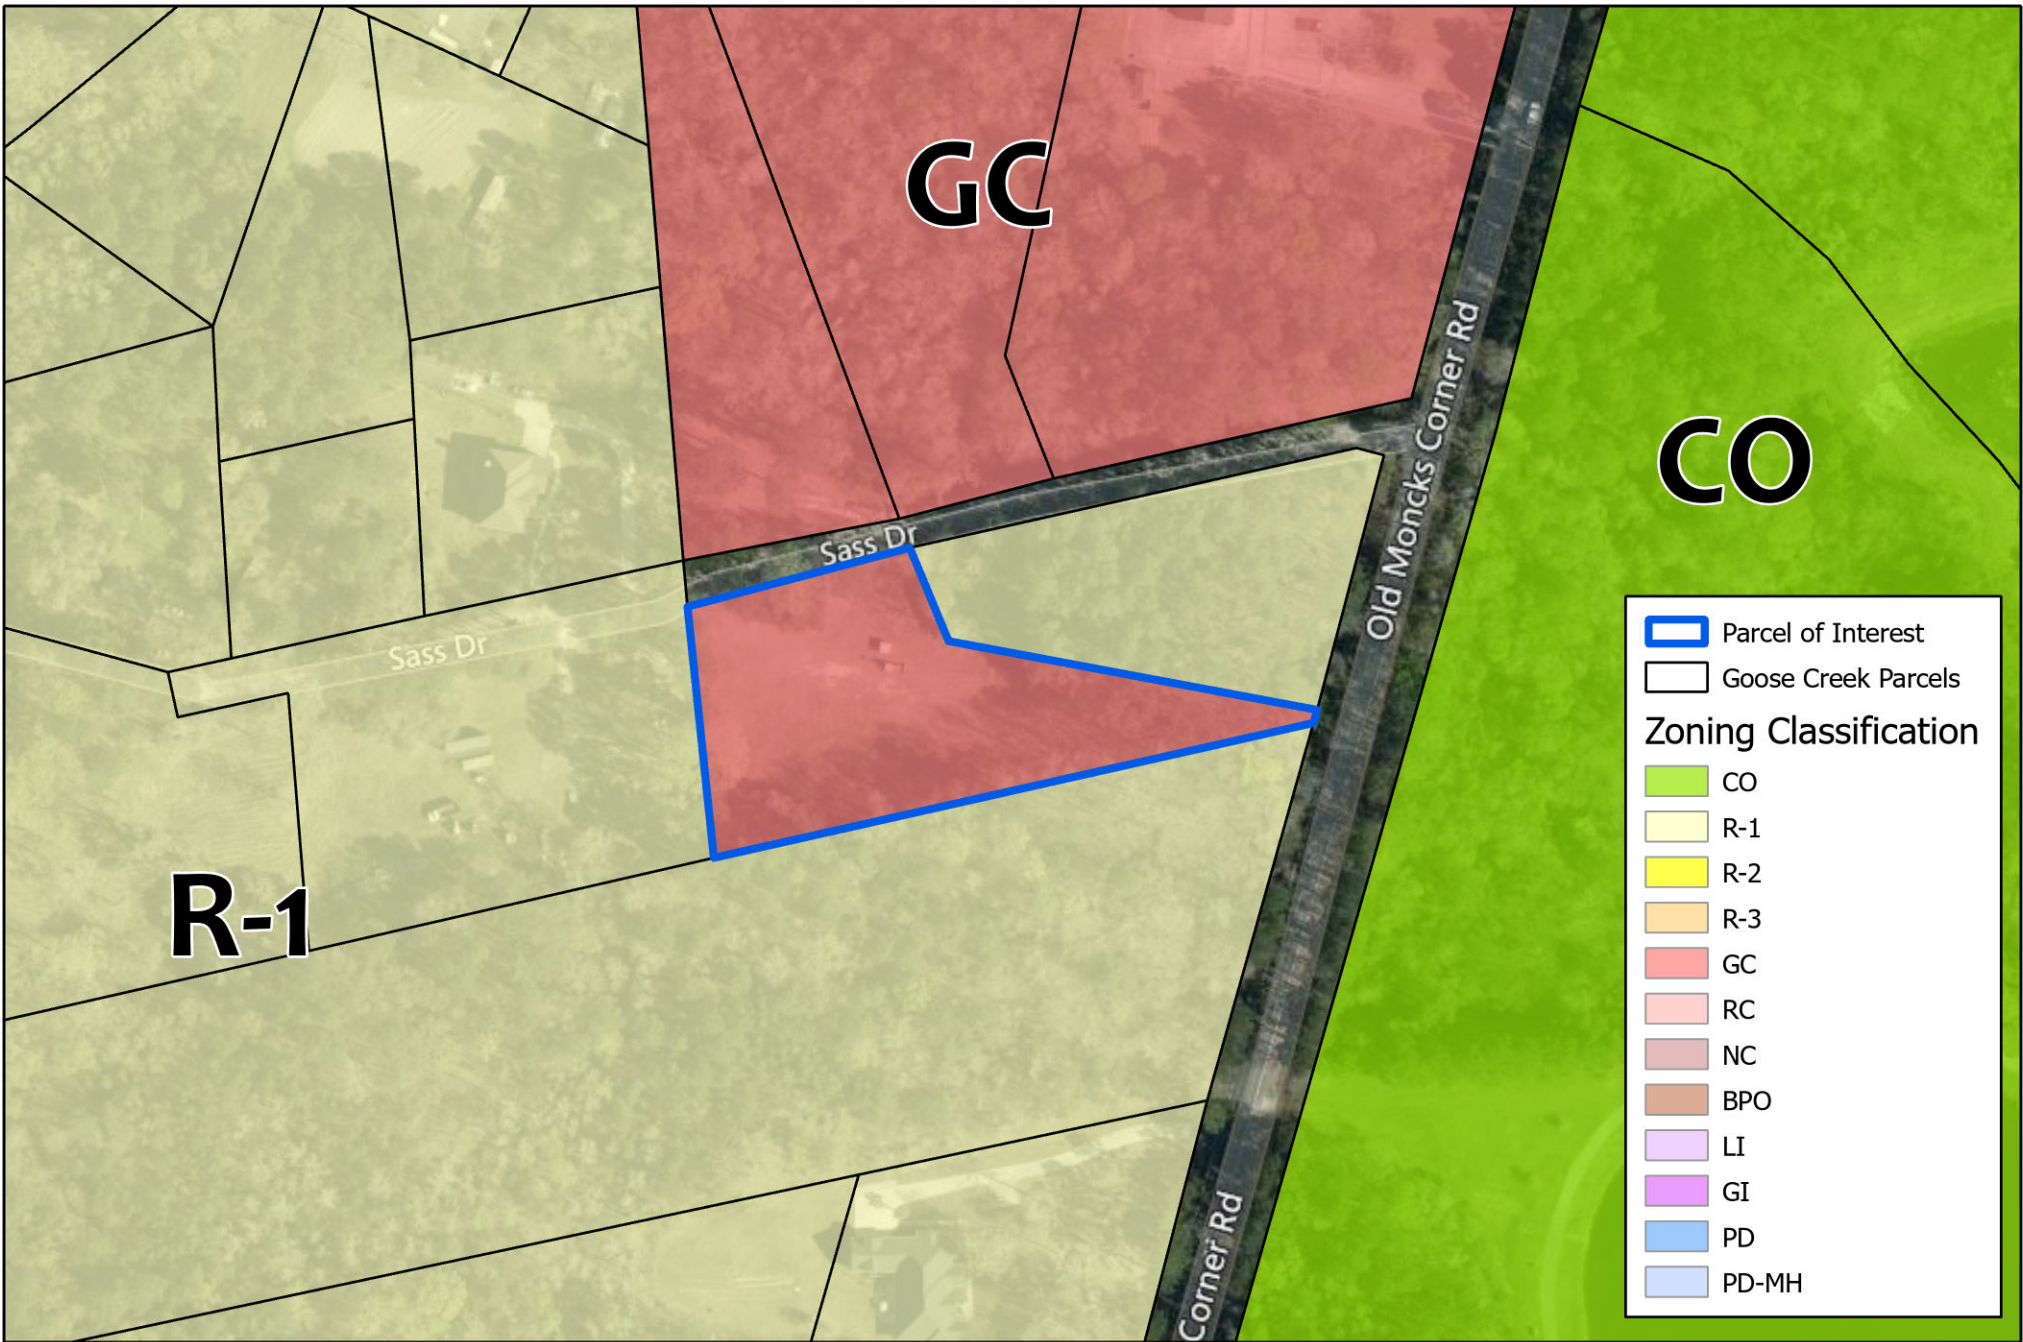 GC
CO
Old Moncks Corner Rd
Sass Dr
Sass Dr
R-1
Corner Rd
Parcel of Interest
Goose Creek Parcels
Zoning Classification
CO
R-1
R-2
R-3
GC
RC
NC
BPO
LI
GI
PD
PD-MH